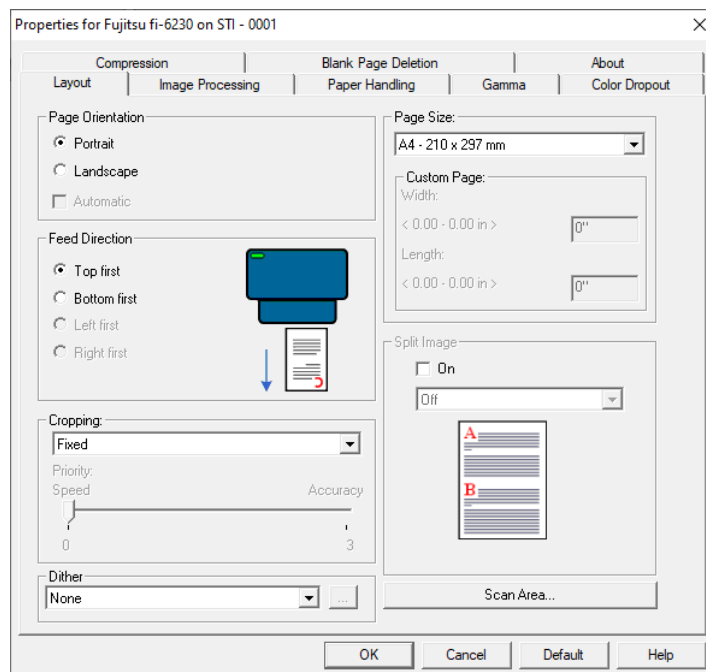 Properties for Fujitsu fi-6230 on STI - 0001
Compression
Blank Page Deletion
About
Layout
Image Processing
Paper Handling
Gamma
Color Dropout
Page Orientation
Portrait
Landscape
Automatic
Feed Direction
Top first
Bottom first
Left first
Right first
Cropping:
Fixed
Priority:
Speed
Accuracy
0
3
Dither
None
...
Page Size:
A4 - 210 x 297 mm
Custom Page:
Width:
< 0.00 - 0.00 in >
0"
Length:
< 0.00 - 0.00 in >
0"
Split Image
On
Off
A
B
Scan Area...
OK
Cancel
Default
Help